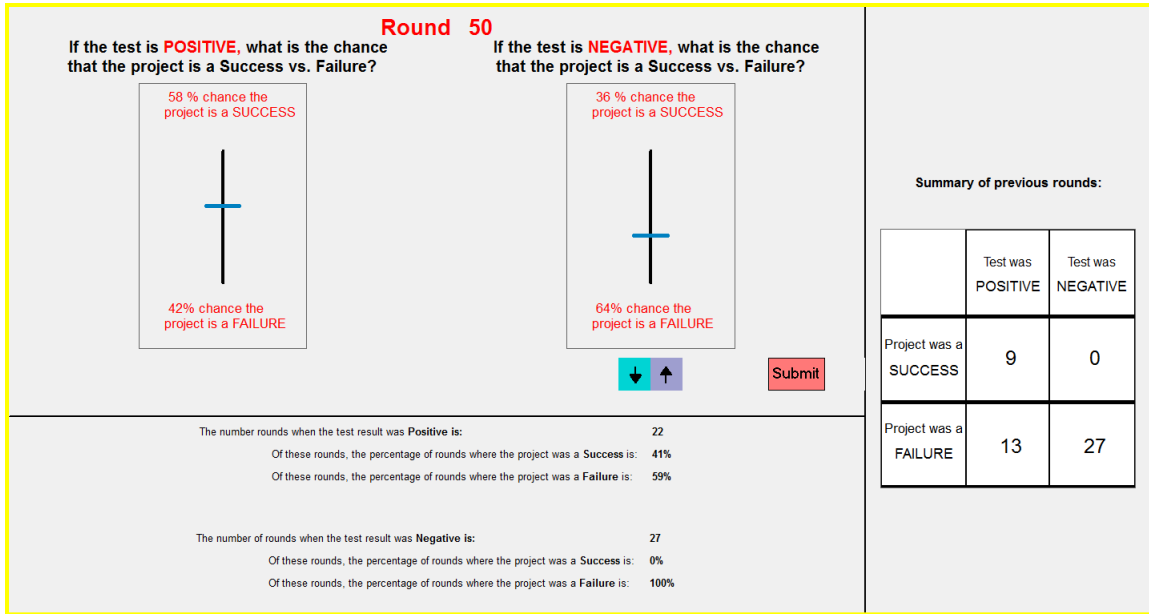 Round 50
If the test is POSITIVE, what is the chance
that the project is a Success vs. Failure?
58 % chance the
project is a SUCCESS
42% chance the
project is a FAILURE
If the test is NEGATIVE, what is the chance
that the project is a Success vs. Failure?
36 % chance the
project is a SUCCESS
64% chance the
project is a FAILURE
Submit
The number rounds when the test result was Positive is: 22
Of these rounds, the percentage of rounds where the project was a Success is: 41%
Of these rounds, the percentage of rounds where the project was a Failure is: 59%
The number of rounds when the test result was Negative is: 27
Of these rounds, the percentage of rounds where the project was a Success is: 0%
Of these rounds, the percentage of rounds where the project was a Failure is: 100%
Summary of previous rounds:
Test was Test was
POSITIVE NEGATIVE
Project was a
SUCCESS 9 0
Project was a
FAILURE 13 27